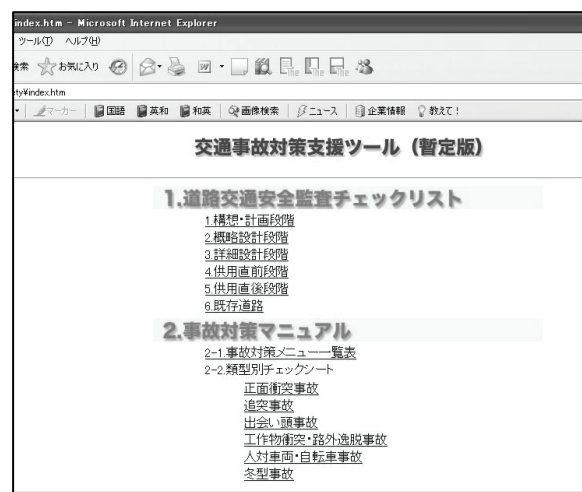 index.htm - Microsoft Internet Explorer
ツール(T) ヘルプ(H)
検索 お気に入り
ety¥index.htm
マーカー 国語 英和 和英 画像検索 ニュース 企業情報 教えて!
交通事故対策支援ツール（暫定版）
1.道路交通安全監査チェックリスト
1.構想・計画段階
2.概略設計段階
3.詳細設計段階
4.供用直前段階
5.供用直後段階
6.既存道路
2.事故対策マニュアル
2-1.事故対策メニュー一覧表
2-2.類型別チェックシート
正面衝突事故
追突事故
出会い頭事故
工作物衝突・路外逸脱事故
人対車両・自転車事故
冬型事故